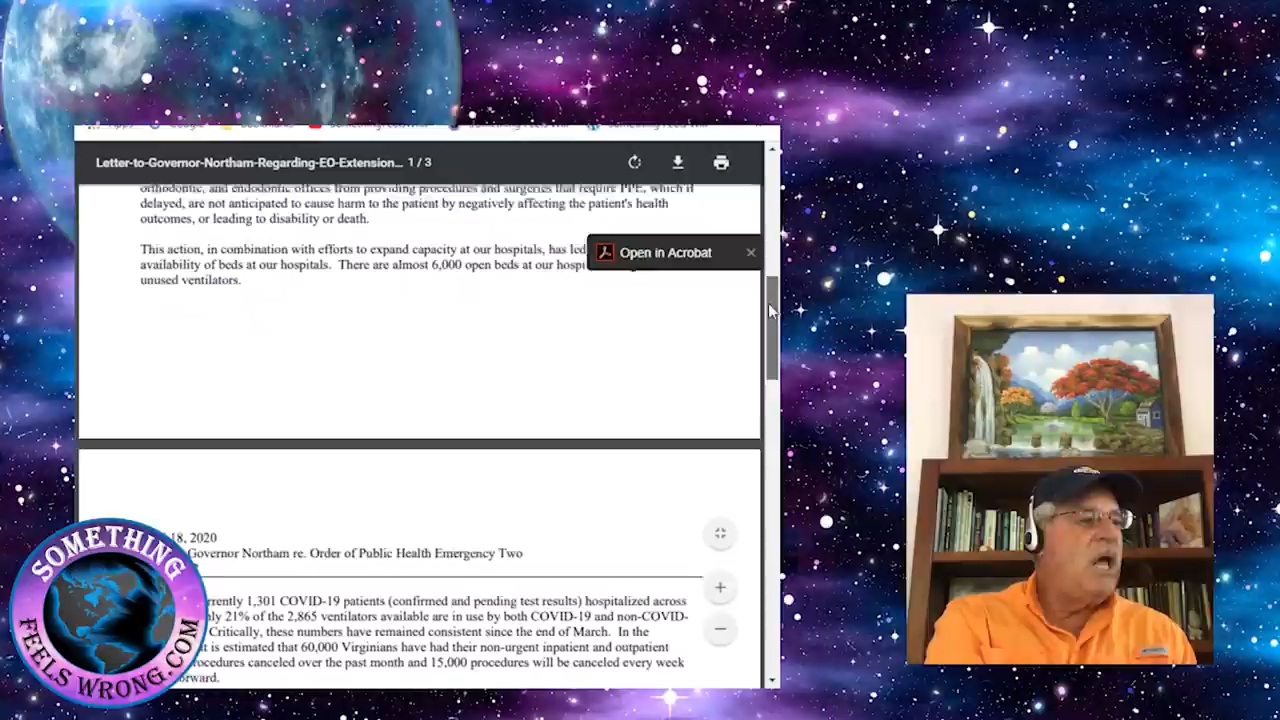 Letter-to-Governor-Northam-Regarding-EO-Extension... 1 / 3
orthodontic, and endodontic offices from providing procedures and surgeries that require PPE, which if
delayed, are not anticipated to cause harm to the patient by negatively affecting the patient's health
outcomes, or leading to disability or death.
This action, in combination with efforts to expand capacity at our hospitals, has led
availability of beds at our hospitals. There are almost 6,000 open beds at our hospi
unused ventilators.
Open in Acrobat
18, 2020
Governor Northam re. Order of Public Health Emergency Two
rrently 1,301 COVID-19 patients (confirmed and pending test results) hospitalized across
nly 21% of the 2,865 ventilators available are in use by both COVID-19 and non-COVID-
Critically, these numbers have remained consistent since the end of March. In the
t is estimated that 60,000 Virginians have had their non-urgent inpatient and outpatient
rocedures canceled over the past month and 15,000 procedures will be canceled every week
orward.
SOMETHING
FEELS WRONG.COM